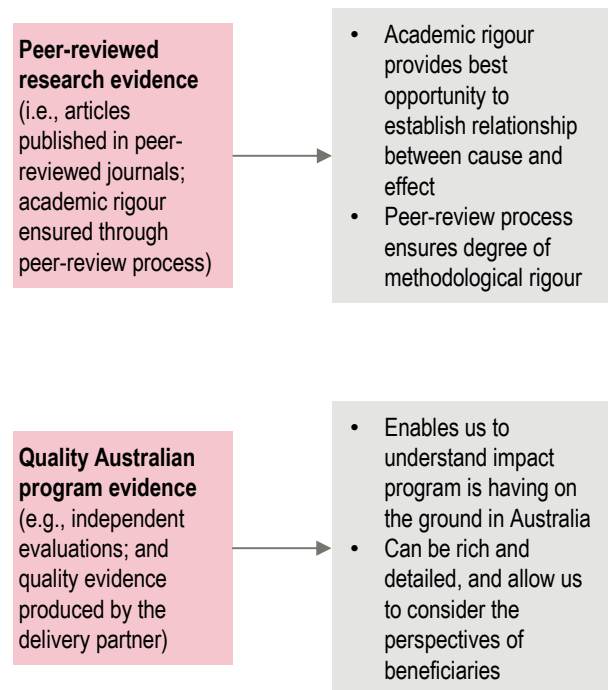 Peer-reviewed
research evidence
(i.e., articles
published in peer-
reviewed journals;
academic rigour
ensured through
peer-review process)
• Academic rigour
provides best
opportunity to
establish relationship
between cause and
effect
• Peer-review process
ensures degree of
methodological rigour
Quality Australian
program evidence
(e.g., independent
evaluations; and
quality evidence
produced by the
delivery partner)
• Enables us to
understand impact
program is having on
the ground in Australia
• Can be rich and
detailed, and allow us
to consider the
perspectives of
beneficiaries